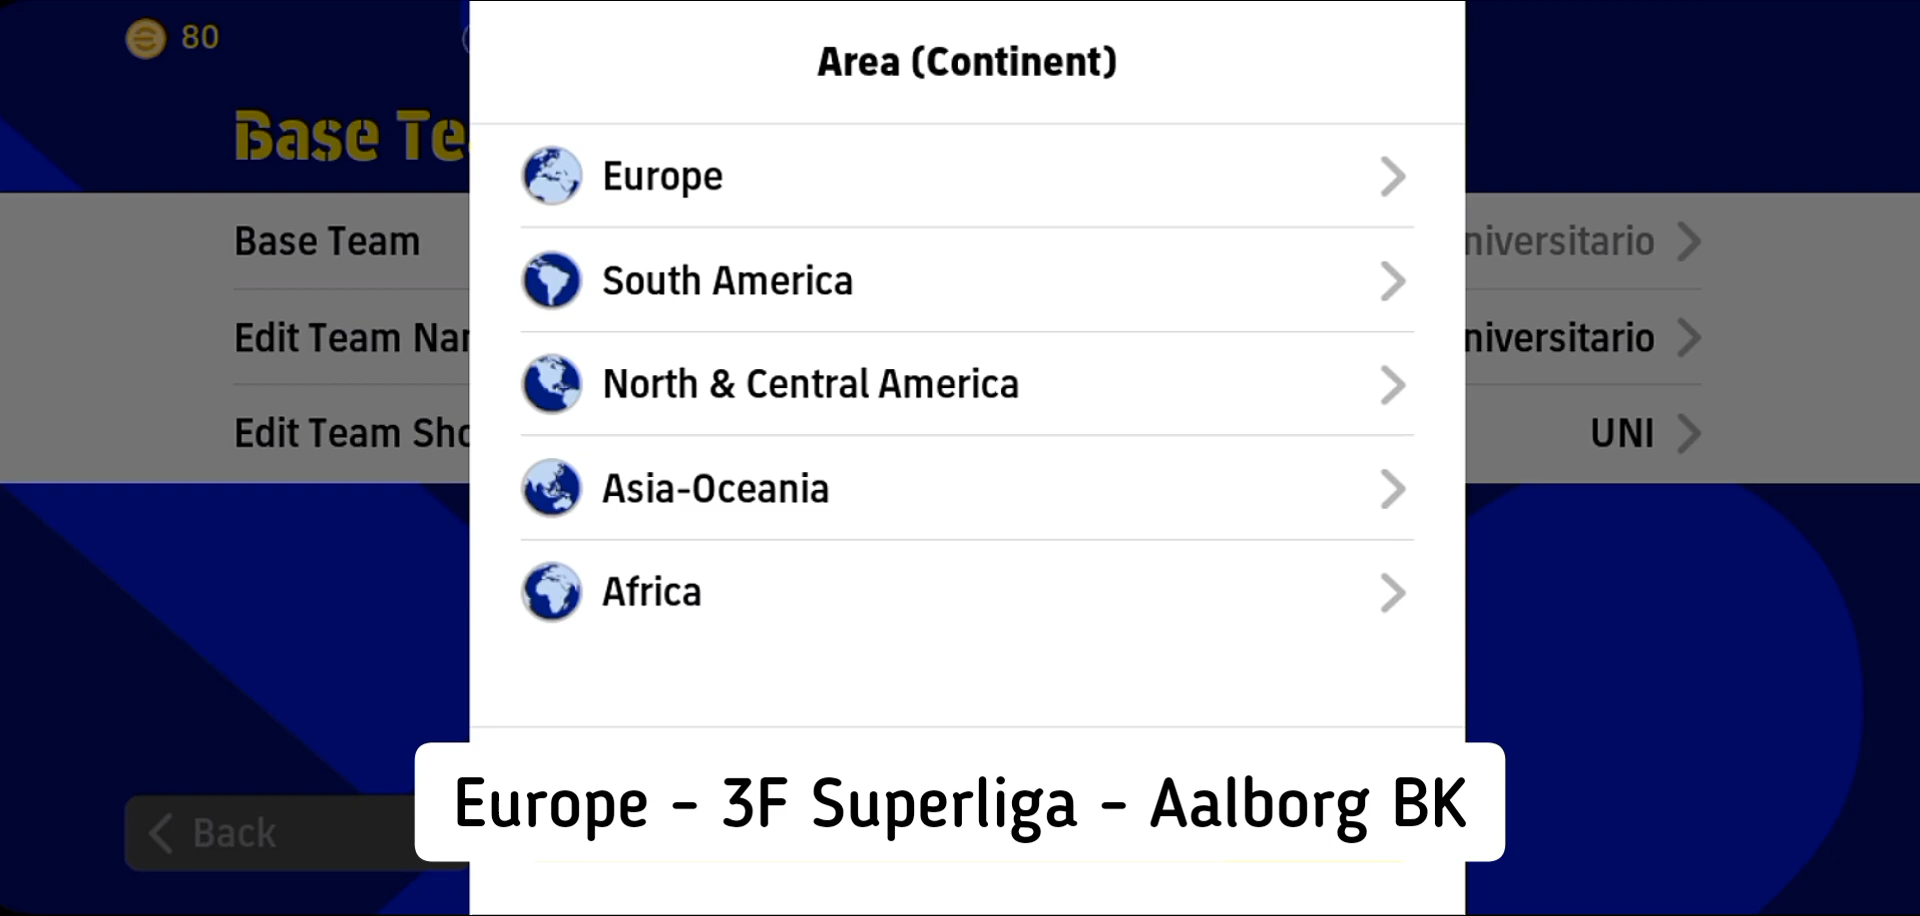 80
Area (Continent)
Base Te
Europe
Base Team
niversitario
South America
Edit Team Nar
niversitario
North & Central America
Edit Team Sho
UNI
Asia-Oceania
Africa
Europe - 3F Superliga - Aalborg BK
Back